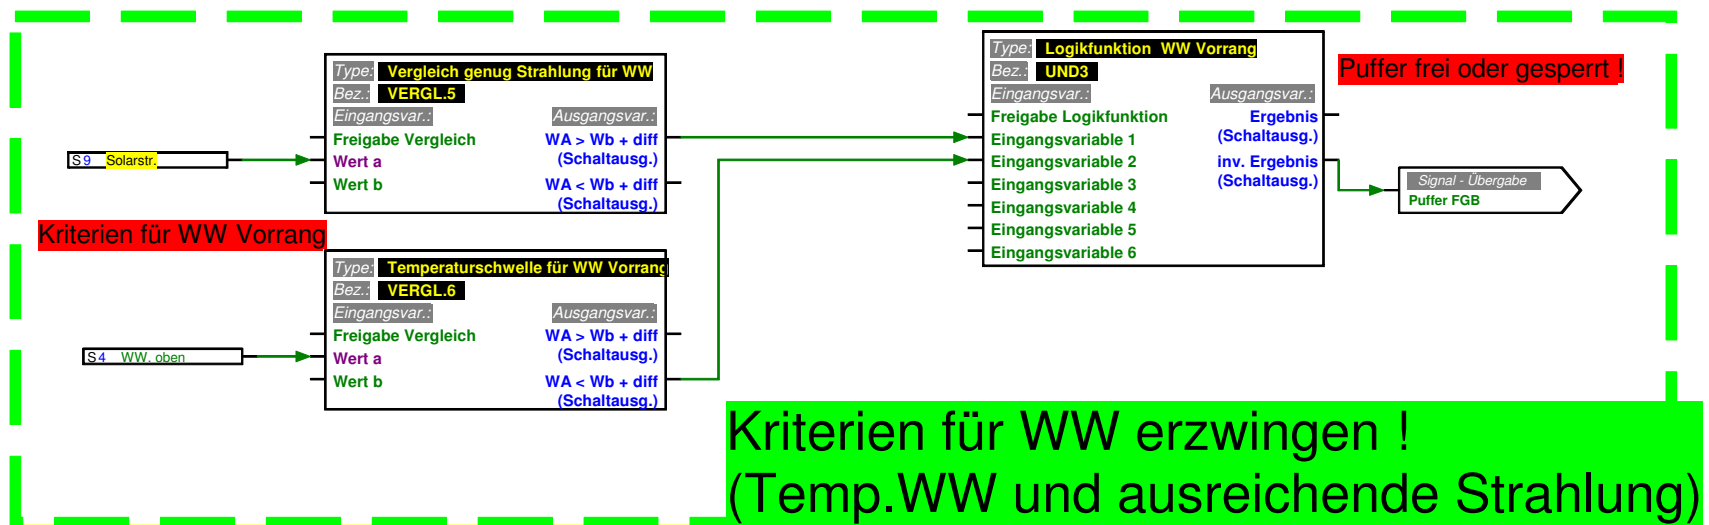 Type: Vergleich genug Strahlung für WW
Bez.: VERGL.5
Eingangsvar.: Ausgangsvar.:
Freigabe Vergleich WA > Wb + diff
(Schaltausg.)
Wert a
Wert b WA < Wb + diff
(Schaltausg.)
S 9 Solarstr.
Kriterien für WW Vorrang
Type: Temperaturschwelle für WW Vorrang
Bez.: VERGL.6
Eingangsvar.: Ausgangsvar.:
Freigabe Vergleich WA > Wb + diff
(Schaltausg.)
Wert a
Wert b WA < Wb + diff
(Schaltausg.)
S 4 WW. oben
Type: Logikfunktion WW Vorrang
Bez.: UND3
Eingangsvar.: Ausgangsvar.:
Freigabe Logikfunktion Ergebnis
(Schaltausg.)
Eingangsvariable 1
Eingangsvariable 2 inv. Ergebnis
(Schaltausg.)
Eingangsvariable 3
Eingangsvariable 4
Eingangsvariable 5
Eingangsvariable 6
Puffer frei oder gesperrt !
Signal - Übergabe
Puffer FGB
Kriterien für WW erzwingen !
(Temp.WW und ausreichende Strahlung)